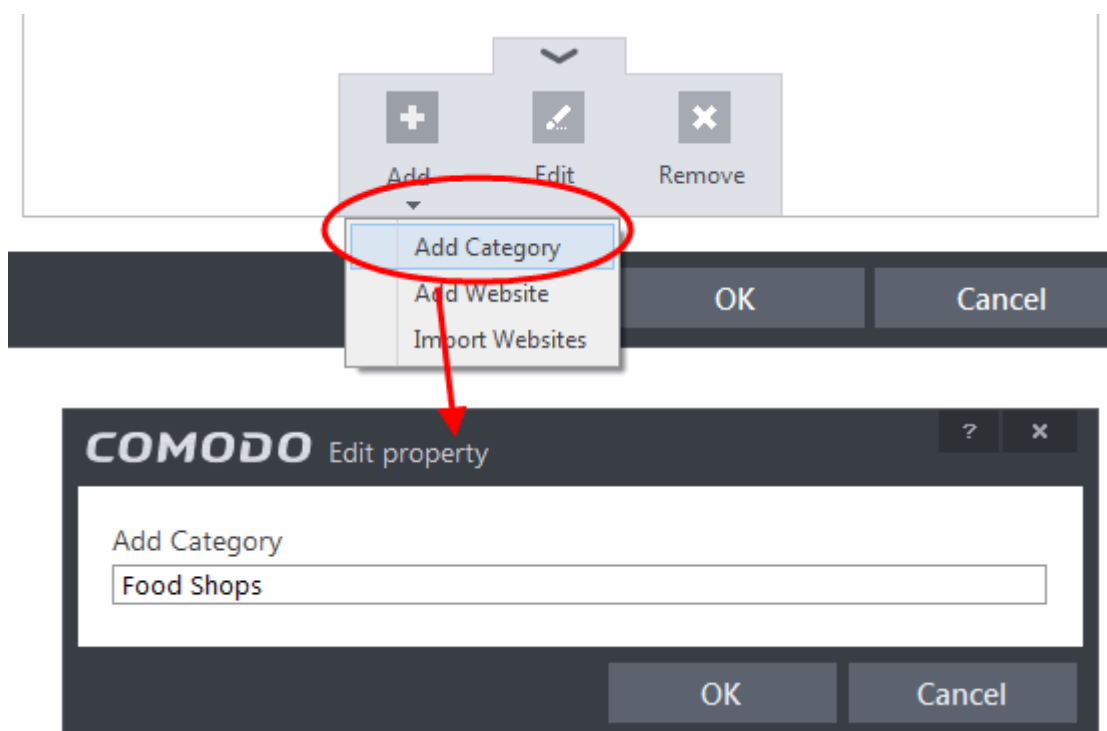 Add Edit Remove
Add Category
Add Website
Import Websites
OK Cancel
COMODO Edit property ? x
Add Category
Food Shops
OK Cancel